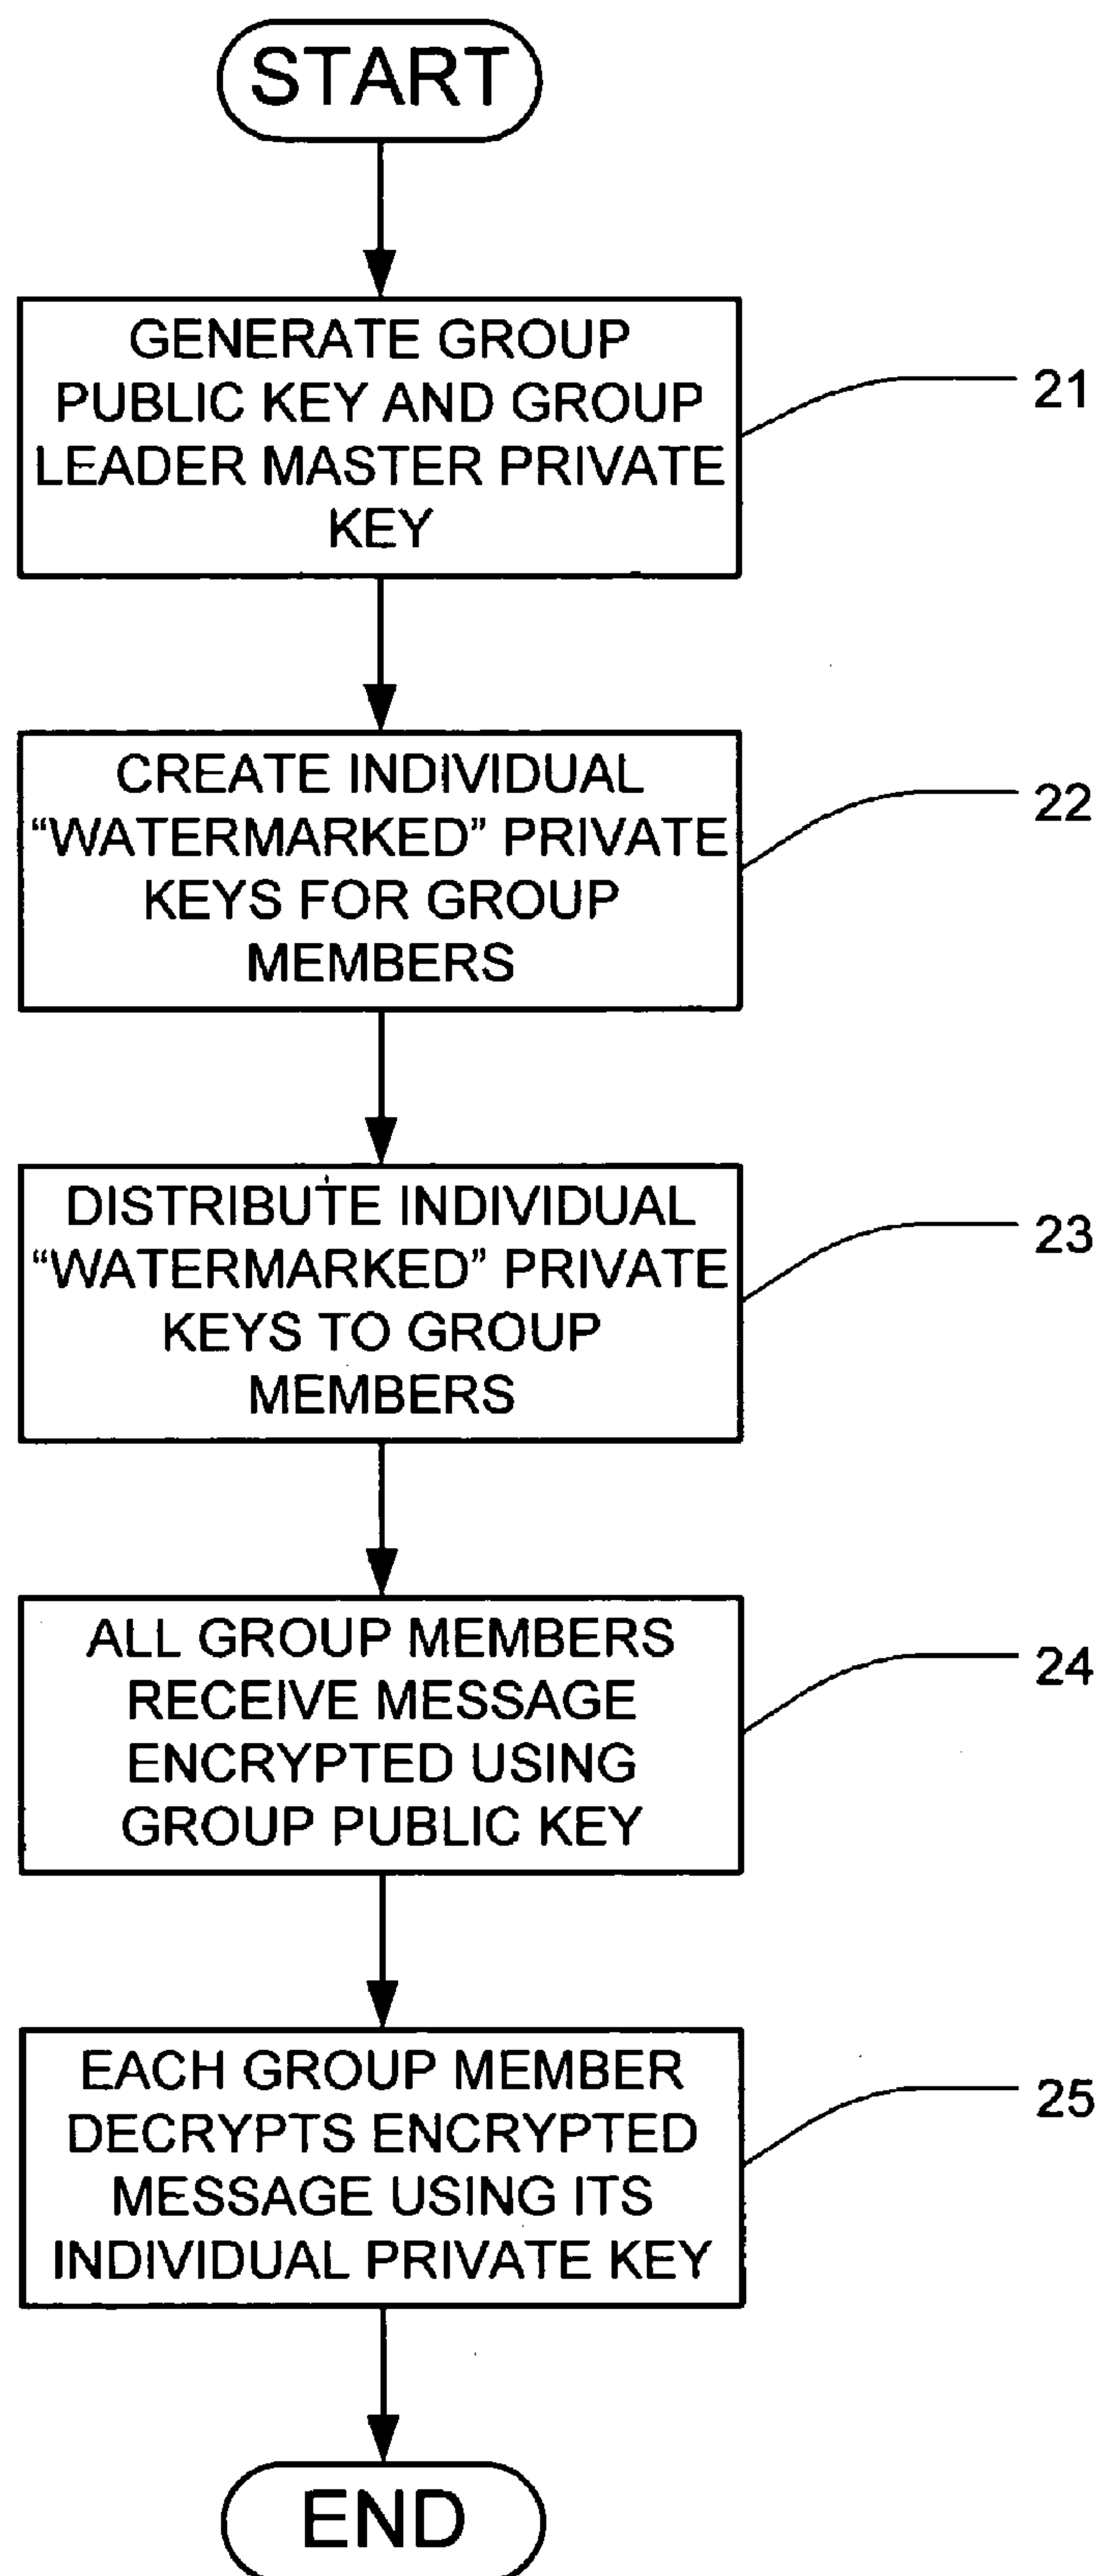 START
GENERATE GROUP
PUBLIC KEY AND GROUP
LEADER MASTER PRIVATE
KEY
21
CREATE INDIVIDUAL
“WATERMARKED” PRIVATE
KEYS FOR GROUP
MEMBERS
22
DISTRIBUTE INDIVIDUAL
“WATERMARKED” PRIVATE
KEYS TO GROUP
MEMBERS
23
ALL GROUP MEMBERS
RECEIVE MESSAGE
ENCRYPTED USING
GROUP PUBLIC KEY
24
EACH GROUP MEMBER
DECRYPTS ENCRYPTED
MESSAGE USING ITS
INDIVIDUAL PRIVATE KEY
25
END